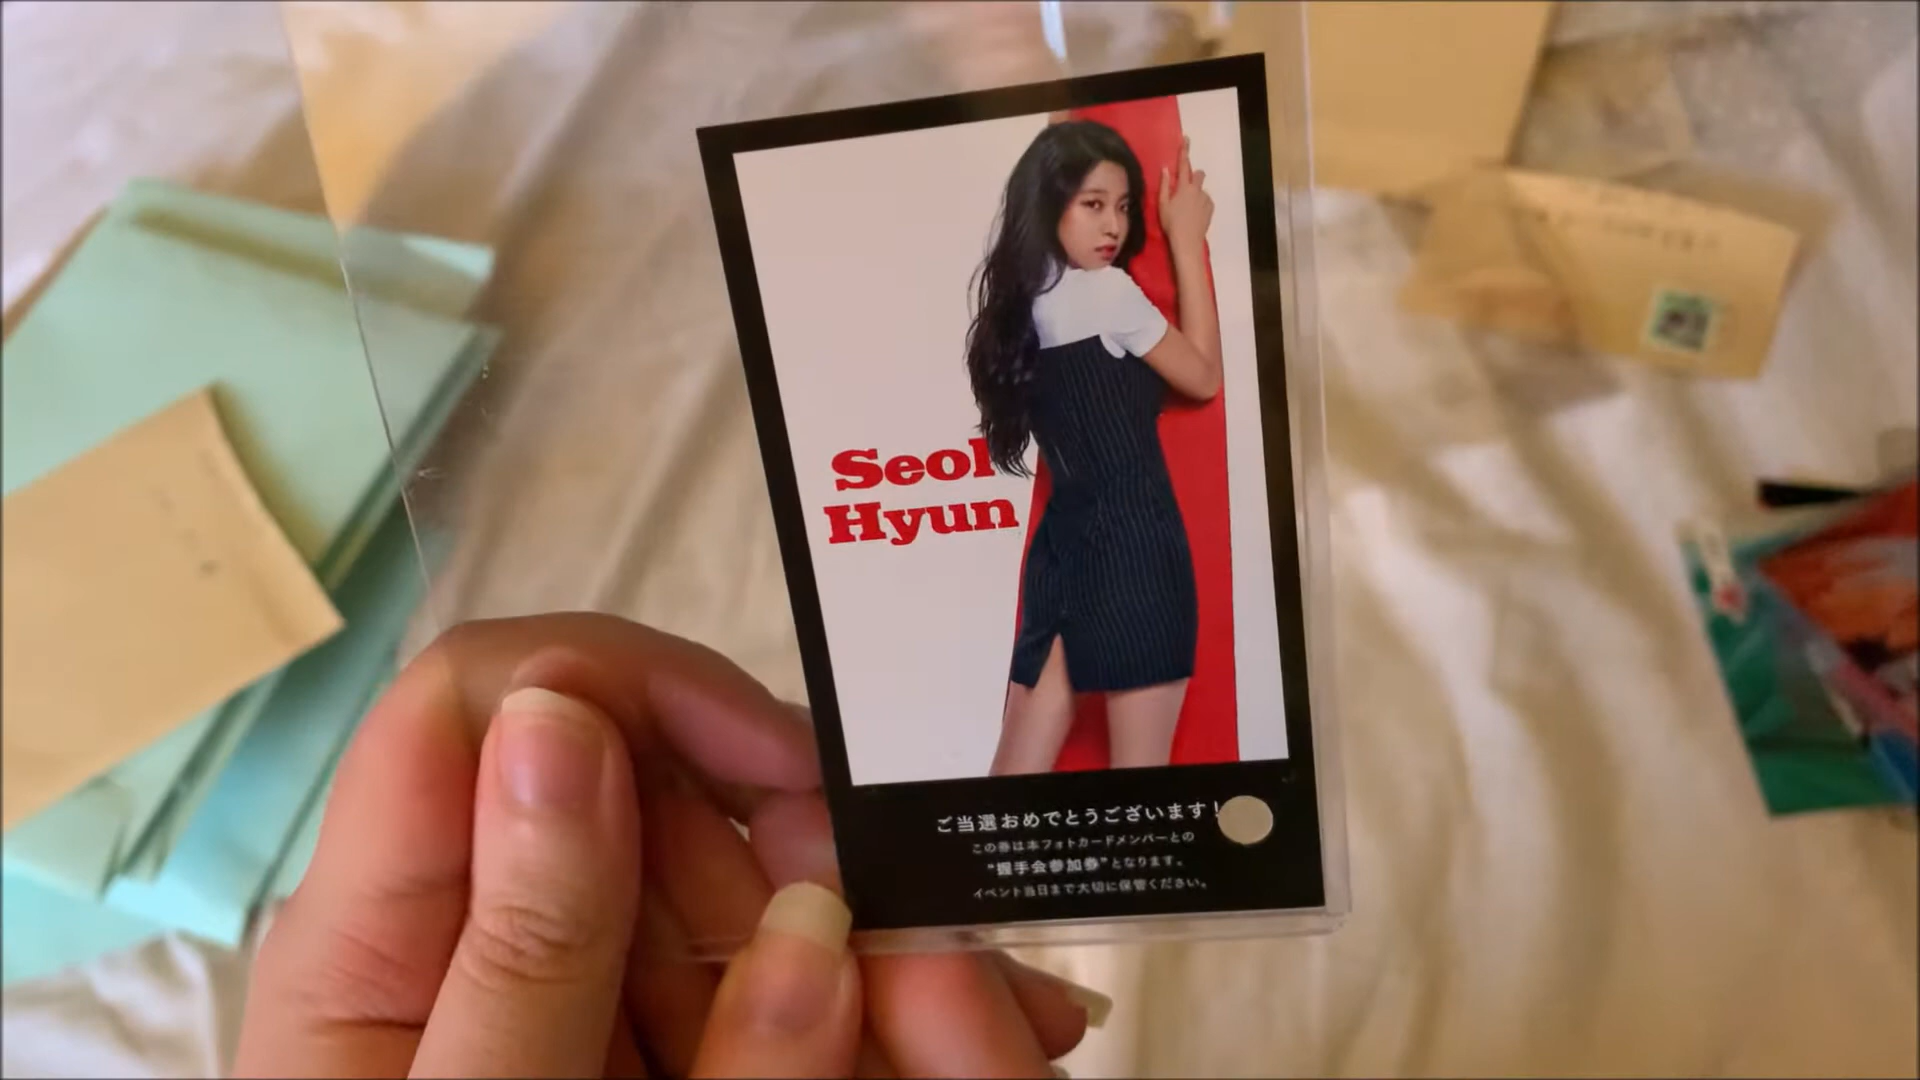 Seol
Hyun
ご当選おめでとうございます!
この券は本フォトカードメンバーとの
"握手会参加券"となります。
イベント当日まで大切に保管ください。